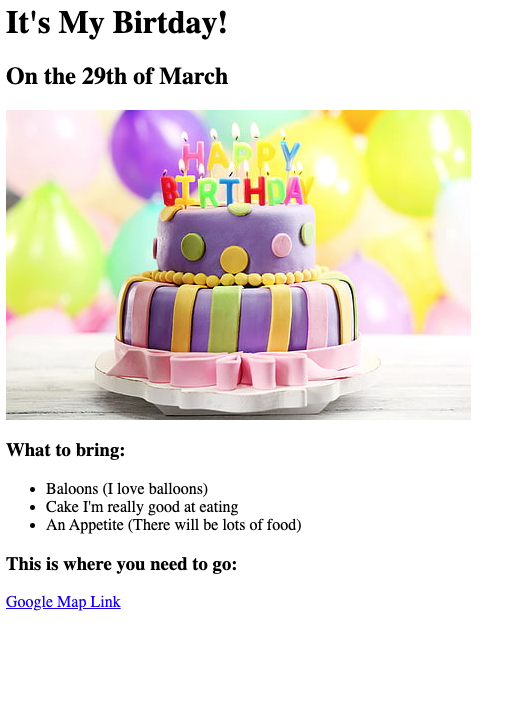 It's My Birtday!
On the 29th of March
HAPPY
BIRTHDAY
What to bring:
Baloons (I love balloons)
Cake I'm really good at eating
An Appetite (There will be lots of food)
This is where you need to go:
Google Map Link